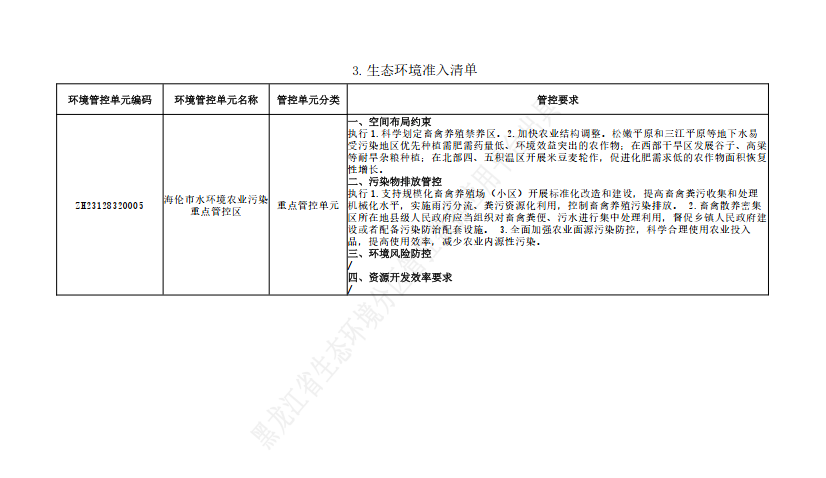 3. 生态环境准入清单
环境管控单元编码 环境管控单元名称 管控单元分类 管控要求
ZH23128320005
海伦市水环境农业污染
重点管控区
重点管控单元
一、空间布局约束
执行1.科学划定畜禽养殖禁养区。2.加快农业结构调整。松嫩平原和三江平原等地下水易
受污染地区优先种植需肥需药量低、环境效益突出的农作物；在西部干旱区发展谷子、高粱
等耐旱杂粮种植；在北部四、五积温区开展米豆麦轮作，促进化肥需求低的农作物面积恢复
性增长。
二、污染物排放管控
执行1.支持规模化畜禽养殖场（小区）开展标准化改造和建设，提高畜禽粪污收集和处理
机械化水平，实施雨污分流、粪污资源化利用，控制畜禽养殖污染排放。 2.畜禽散养密集
区所在地县级人民政府应当组织对畜禽粪便、污水进行集中处理利用，督促乡镇人民政府建
设或者配备污染防治配套设施。 3.全面加强农业面源污染防控，科学合理使用农业投入
品，提高使用效率，减少农业内源性污染。
三、环境风险防控
/
四、资源开发效率要求
/
黑龙江省生态环境分